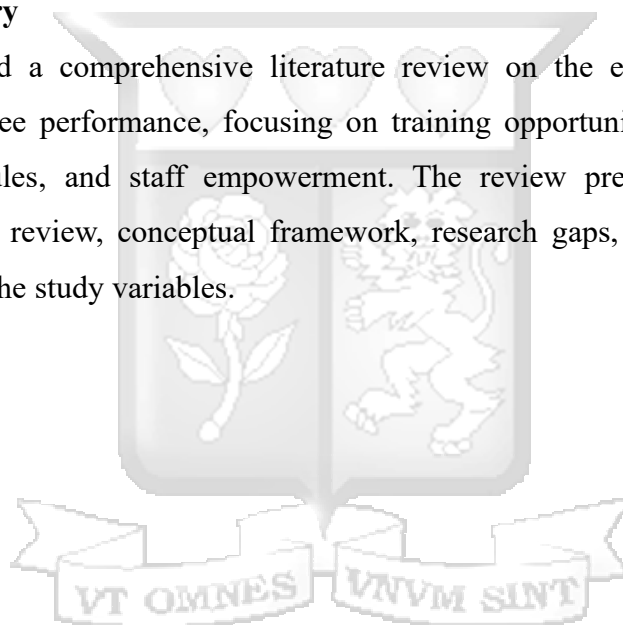 ry
d a comprehensive literature review on the e
ee performance, focusing on training opportuni
les, and staff empowerment. The review pre
review, conceptual framework, research gaps,
he study variables.
VT OMNES VNVM SINT